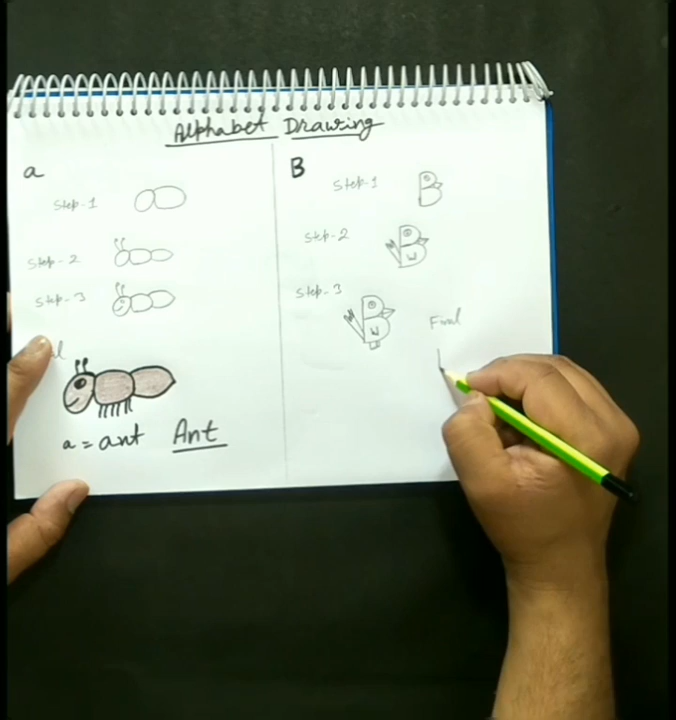 Alphabet Drawing
a
Step-1
Step-2
Step-3
a = ant Ant
B
Step-1
Step-2
Step-3
Final